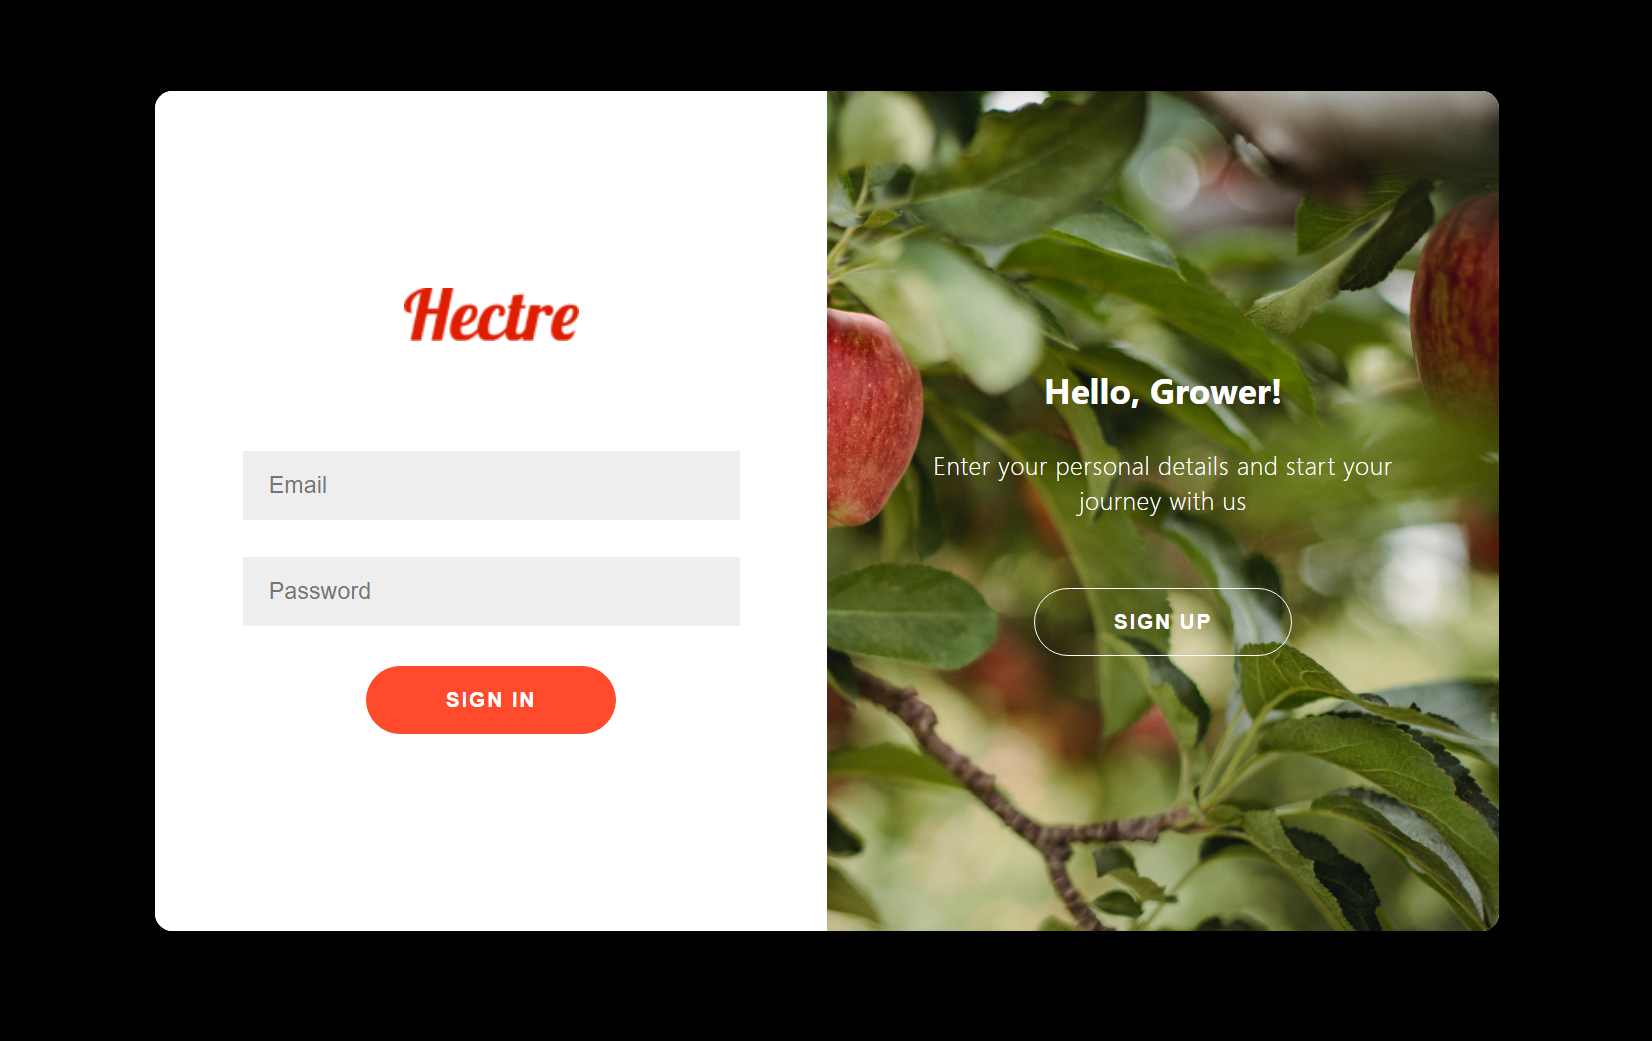 Hectre
Email
Password
SIGN IN
Hello, Grower!
Enter your personal details and start your
journey with us
SIGN UP